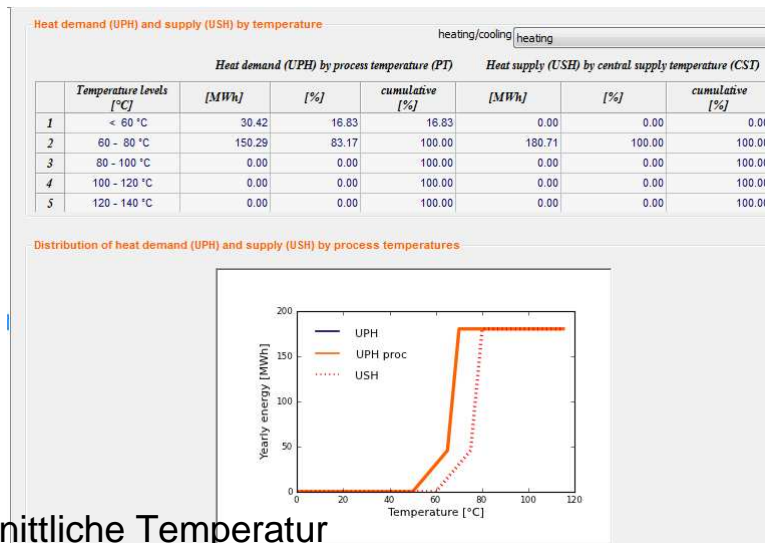 Heat demand (UPH) and supply (USH) by temperature
heating/cooling heating
Heat demand (UPH) by process temperature (PT) Heat supply (USH) by central supply temperature (CST)
Temperature levels [°C] [MWh] [%] cumulative [%] [MWh] [%] cumulative [%]
1 < 60 °C 30.42 16.83 16.83 0.00 0.00 0.00
2 60 - 80 °C 150.29 83.17 100.00 180.71 100.00 100.00
3 80 - 100 °C 0.00 0.00 100.00 0.00 0.00 100.00
4 100 - 120 °C 0.00 0.00 100.00 0.00 0.00 100.00
5 120 - 140 °C 0.00 0.00 100.00 0.00 0.00 100.00
Distribution of heat demand (UPH) and supply (USH) by process temperatures
200
150
100
50
0
Yearly energy [MWh]
UPH
UPH proc
USH
0 20 40 60 80 100 120
Temperature [°C]
nittliche Temperatur